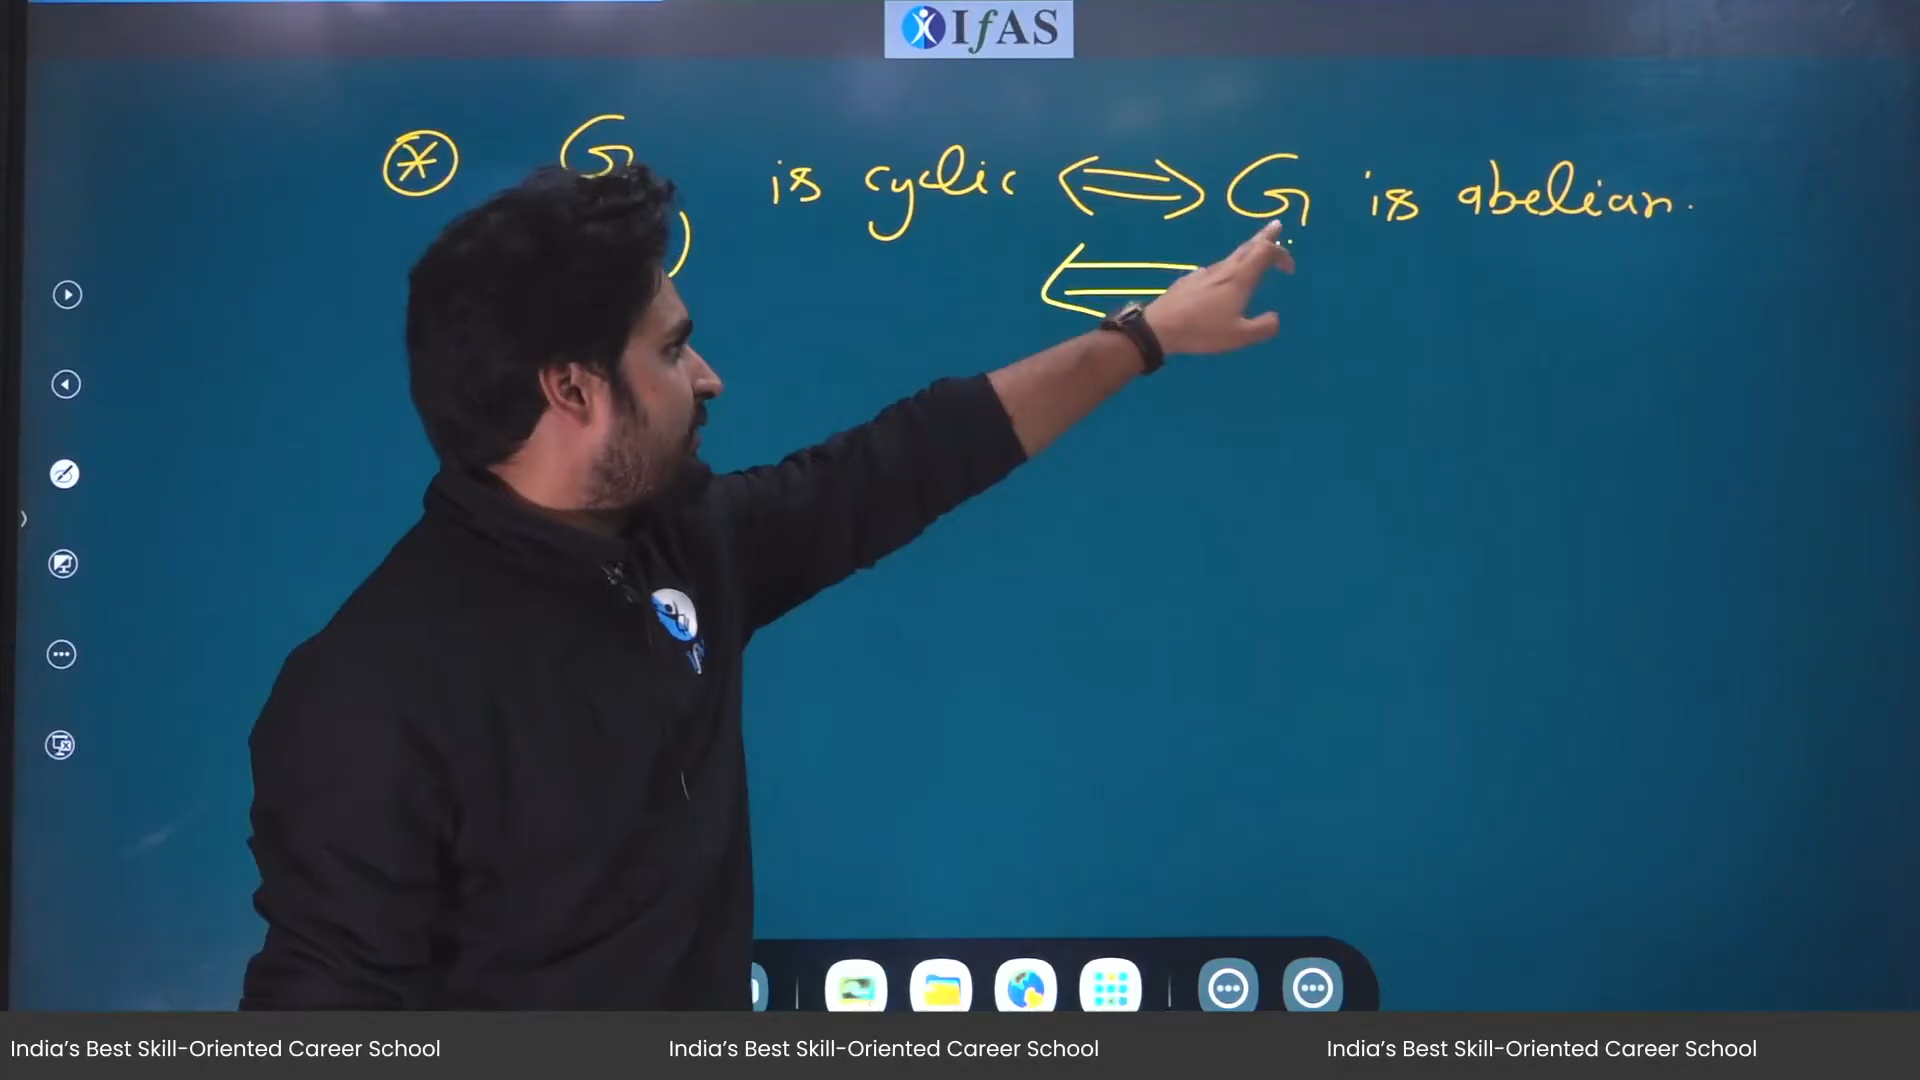 IfAS
* G is cyclic ⟺ G is abelian.
⟸
India's Best Skill-Oriented Career School India's Best Skill-Oriented Career School India's Best Skill-Oriented Career School